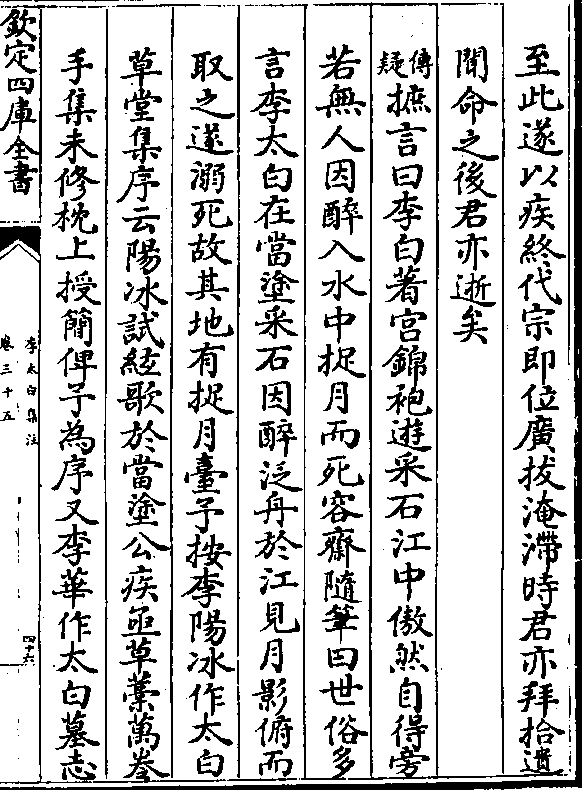 至此遂以疾終代宗即位廣拔淹滯時君亦拜拾遺
聞命之後君亦逝矣
傳疑摭言曰李白著宫錦袍遊采石江中傲然自得旁
若無人因醉入水中捉月而死容齋隨筆曰世俗多
言李太白在當塗采石因醉泛舟於江見月影俯而
取之遂溺死故其地有捉月臺予按李陽冰作太白
草堂集序云陽冰試絃歌於當塗公疾亟草藁萬卷
手集未修枕上授簡俾予為序又李華作太白墓志
欽定四庫全書
李太白集注
卷三十五
四十六